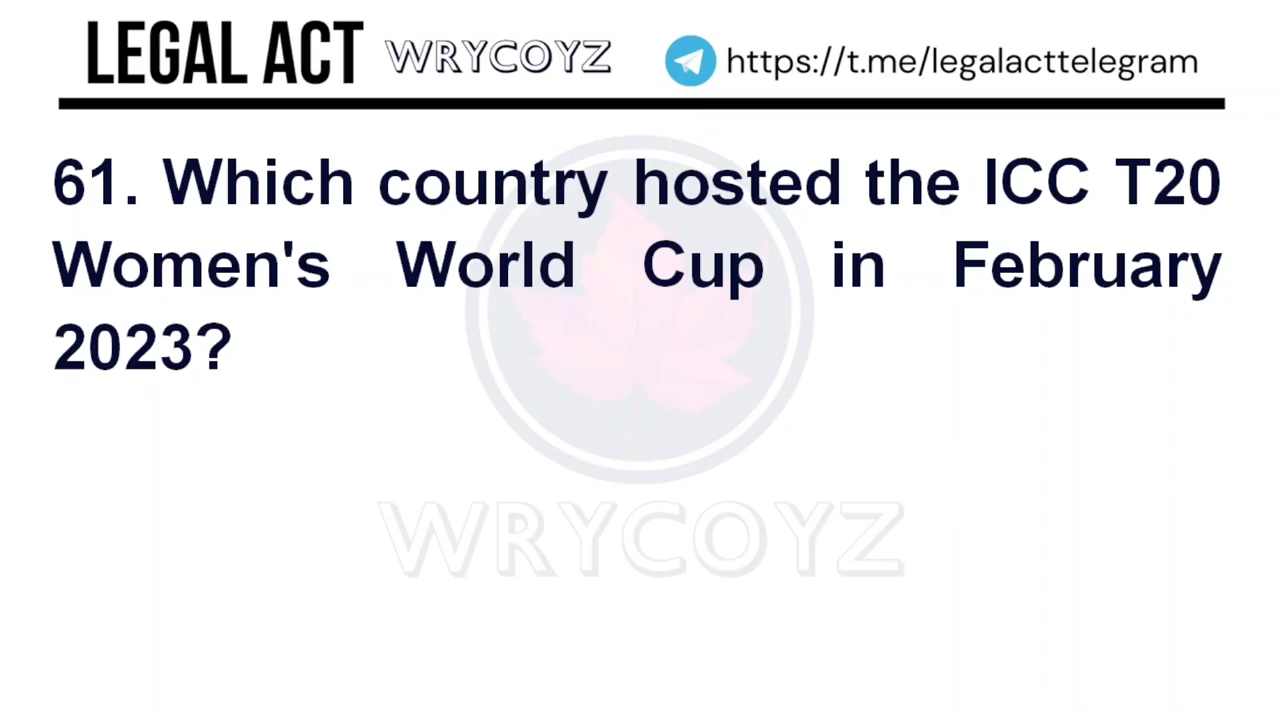 LEGAL ACT WRYCOYZ https://t.me/legalacttelegram
61. Which country hosted the ICC T20
Women's World Cup in February
2023?
WRYCOYZ